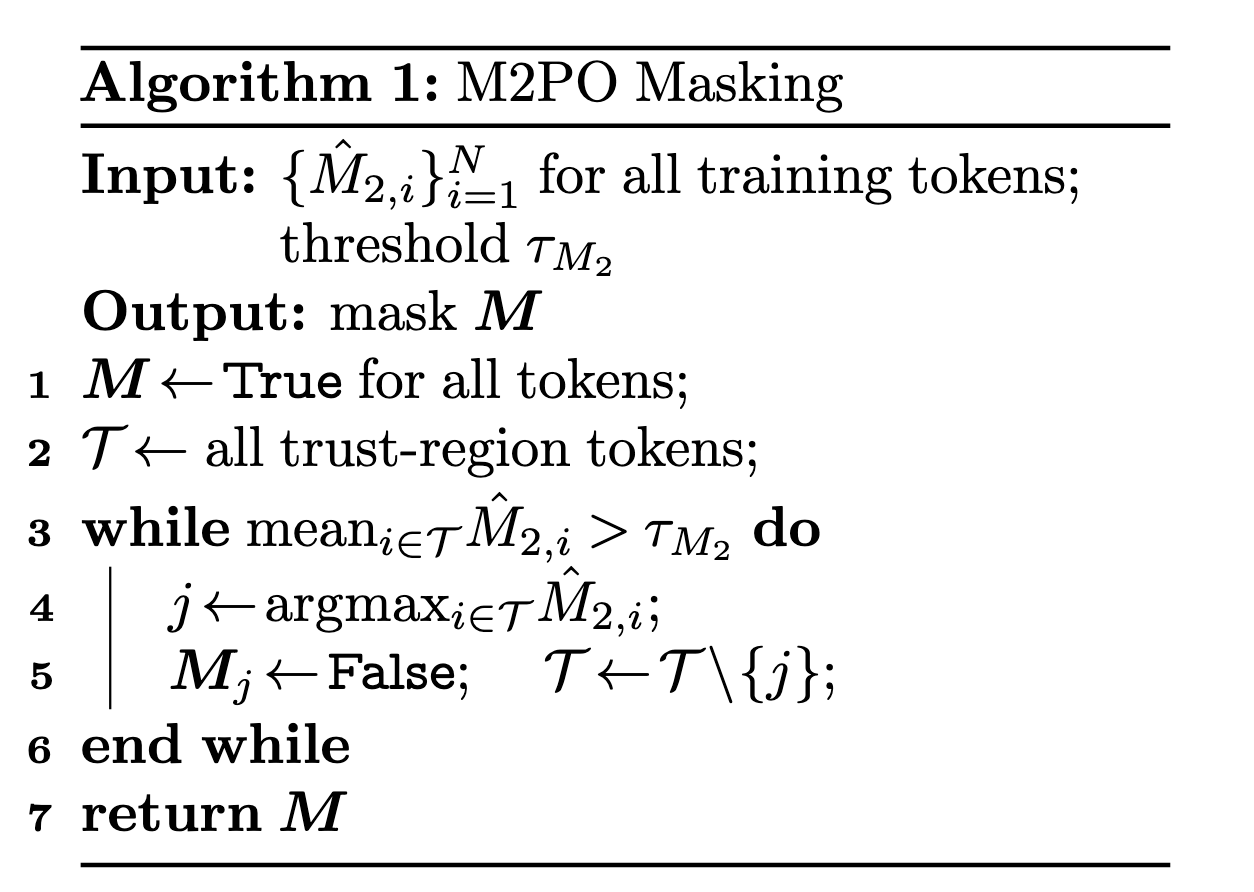 Algorithm 1: M2PO Masking
Input: $\{\hat{M}_{2,i}\}_{i=1}^{N}$ for all training tokens;
threshold $\tau_{M_2}$
Output: mask $\boldsymbol{M}$
1 $\boldsymbol{M} \leftarrow$ True for all tokens;
2 $\mathcal{T} \leftarrow$ all trust-region tokens;
3 while $\mathrm{mean}_{i \in \mathcal{T}} \hat{M}_{2,i} > \tau_{M_2}$ do
4 $j \leftarrow \mathrm{argmax}_{i \in \mathcal{T}} \hat{M}_{2,i}$;
5 $\boldsymbol{M}_j \leftarrow$ False; $\mathcal{T} \leftarrow \mathcal{T} \backslash \{j\}$;
6 end while
7 return $\boldsymbol{M}$